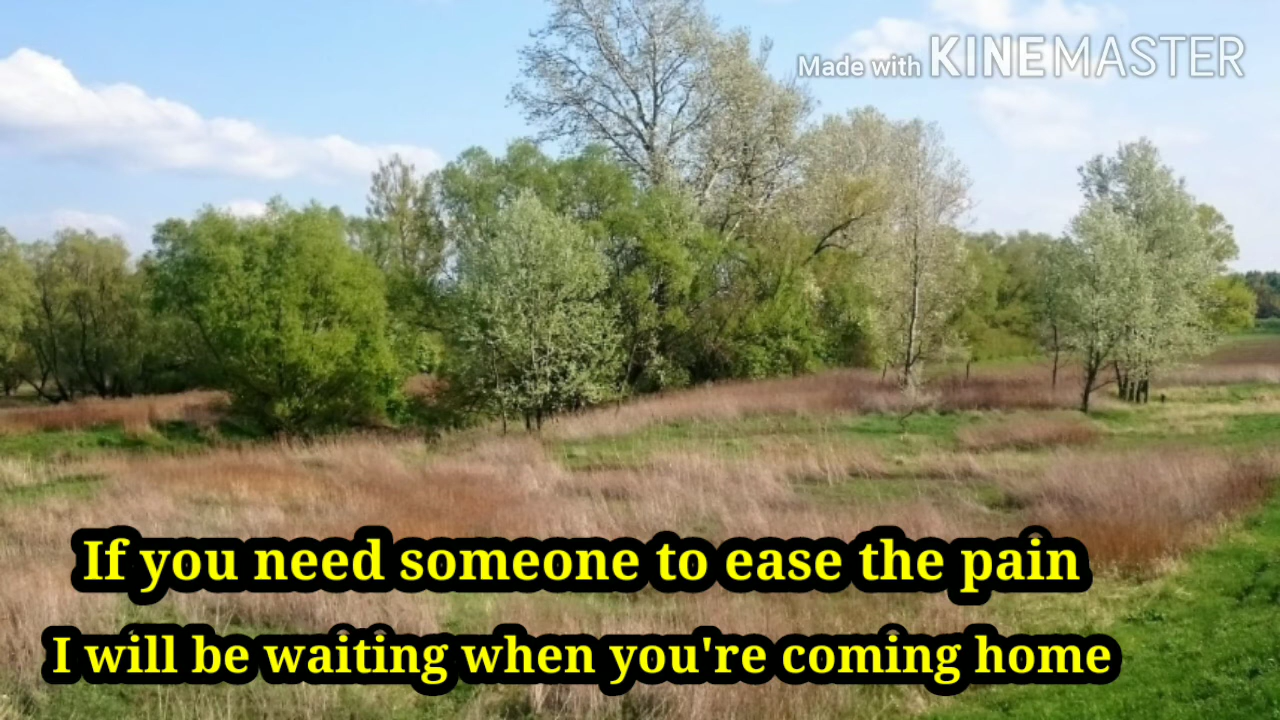 Made with KINEMASTER
If you need someone to ease the pain
I will be waiting when you're coming home